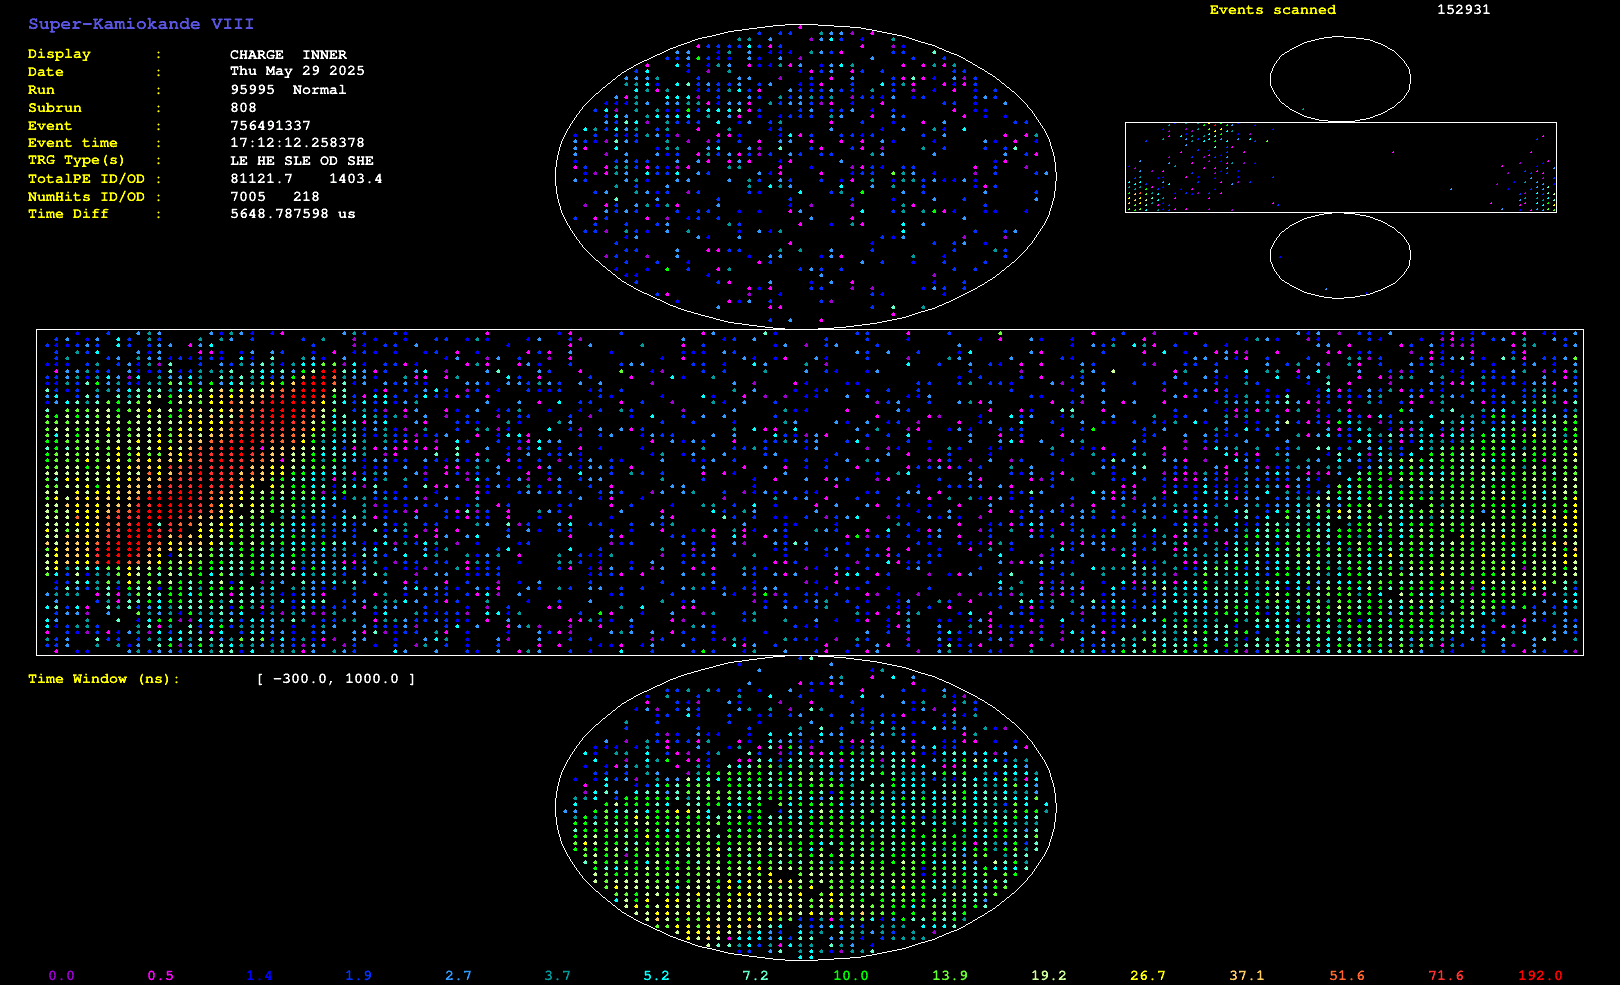 Super-Kamiokande VIII
Events scanned 152931
Display : CHARGE INNER
Date : Thu May 29 2025
Run : 95995 Normal
Subrun : 808
Event : 756491337
Event time : 17:12:12.258378
TRG Type(s) : LE HE SLE OD SHE
TotalPE ID/OD : 81121.7 1403.4
NumHits ID/OD : 7005 218
Time Diff : 5648.787598 us
Time Window (ns): [ -300.0, 1000.0 ]
0.0 0.5 1.4 1.9 2.7 3.7 5.2 7.2 10.0 13.9 19.2 26.7 37.1 51.6 71.6 192.0